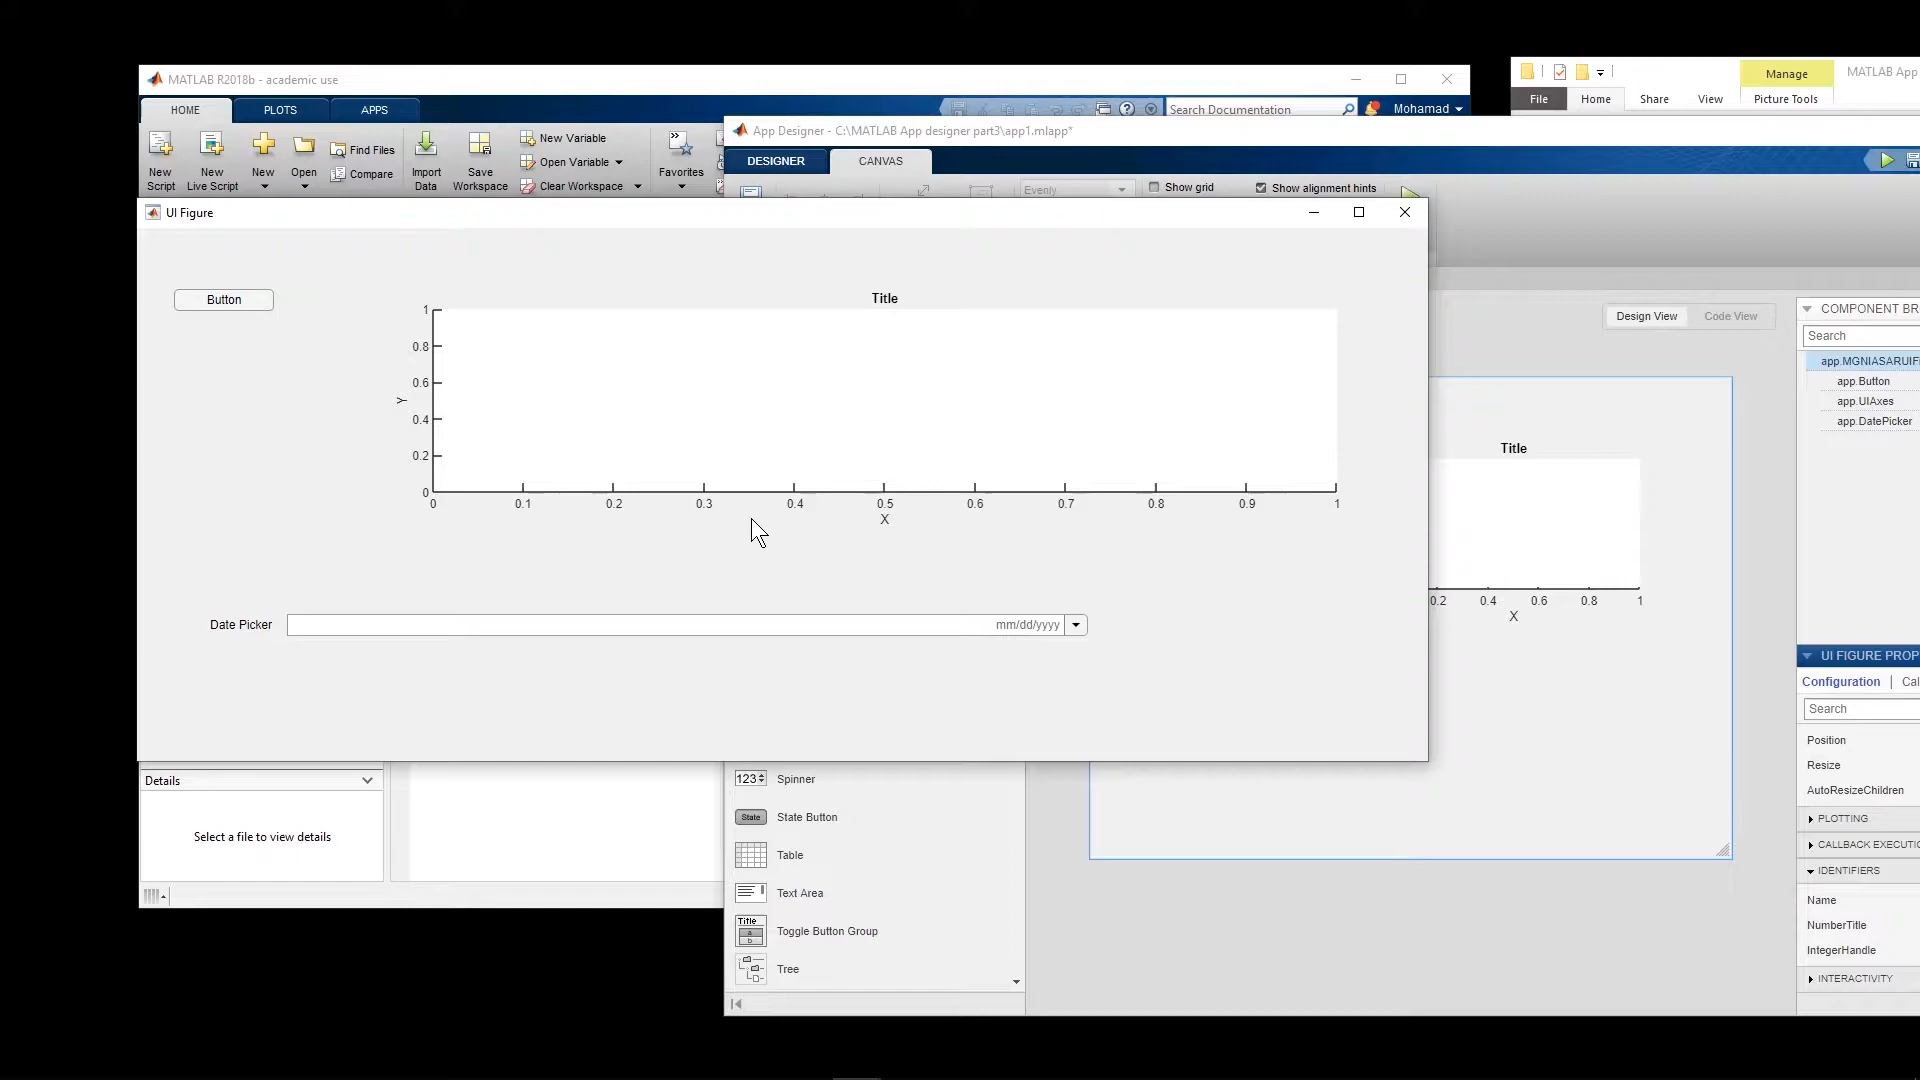 MATLAB R2018b - academic use
Manage
MATLAB App
HOME
PLOTS
APPS
Search Documentation
Mohamad
File
Home
Share
View
Picture Tools
App Designer - C:\MATLAB App designer part3\app1.mlapp*
DESIGNER
CANVAS
New Variable
Find Files
Open Variable
New
Script
New
Live Script
New
Open
Compare
Import
Data
Save
Workspace
Clear Workspace
Favorites
Evenly
Show grid
Show alignment hints
UI Figure
Button
Title
1
0.8
0.6
0.4
0.2
0
Y
0
0.1
0.2
0.3
0.4
0.5
0.6
0.7
0.8
0.9
1
X
Date Picker
mm/dd/yyyy
Design View
Code View
Title
0.2
0.4
0.6
0.8
1
X
COMPONENT BR
Search
app.MGNIASARUIF
app.Button
app.UIAxes
app.DatePicker
UI FIGURE PROP
Configuration | Cal
Search
Position
Resize
AutoResizeChildren
PLOTTING
CALLBACK EXECUTIO
IDENTIFIERS
Name
NumberTitle
IntegerHandle
INTERACTIVITY
Details
Select a file to view details
123
Spinner
State
State Button
Table
Text Area
Title
a
b
Toggle Button Group
Tree